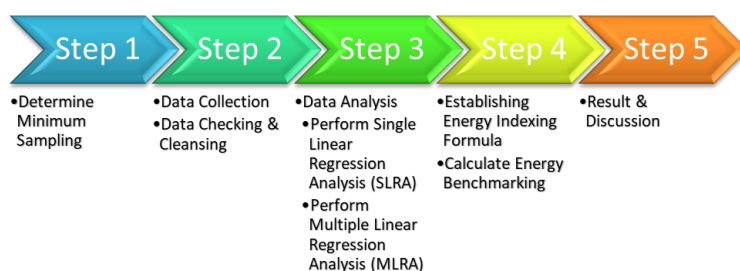 Step 1
Step 2
Step 3
Step 4
Step 5
•Determine
Minimum
Sampling
•Data Collection
•Data Checking &
Cleansing
•Data Analysis
•Perform Single
Linear
Regression
Analysis (SLRA)
•Perform
Multiple Linear
Regression
Analysis (MLRA)
•Establishing
Energy Indexing
Formula
•Calculate Energy
Benchmarking
•Result &
Discussion